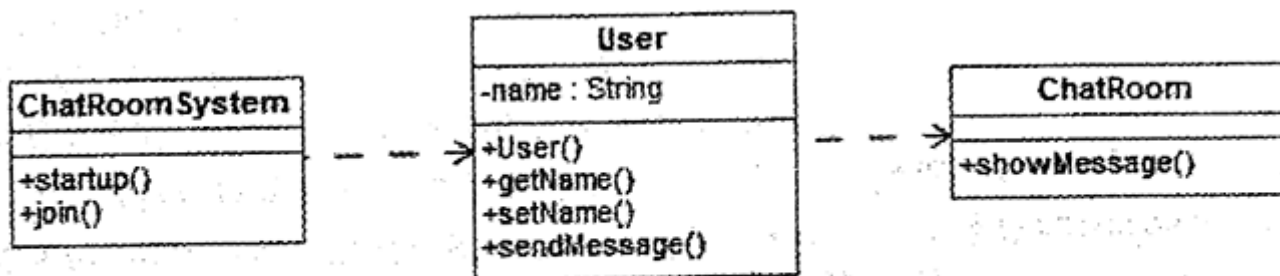 ChatRoomSystem
+startup()
+join()
User
-name : String
+User()
+getName()
+setName()
+sendMessage()
ChatRoom
+showMessage()